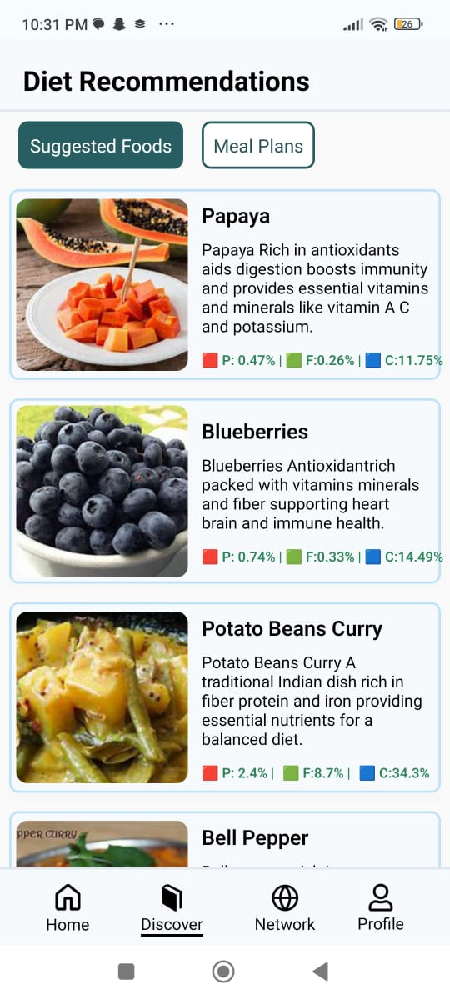 10:31 PM
26
Diet Recommendations
Suggested Foods
Meal Plans
Papaya
Papaya Rich in antioxidants
aids digestion boosts immunity
and provides essential vitamins
and minerals like vitamin A C
and potassium.
P: 0.47% | F:0.26% | C:11.75%
Blueberries
Blueberries Antioxidantrich
packed with vitamins minerals
and fiber supporting heart
brain and immune health.
P: 0.74% | F:0.33% | C:14.49%
Potato Beans Curry
Potato Beans Curry A
traditional Indian dish rich in
fiber protein and iron providing
essential nutrients for a
balanced diet.
P: 2.4% | F:8.7% | C:34.3%
PPER CURRY
Bell Pepper
Home
Discover
Network
Profile